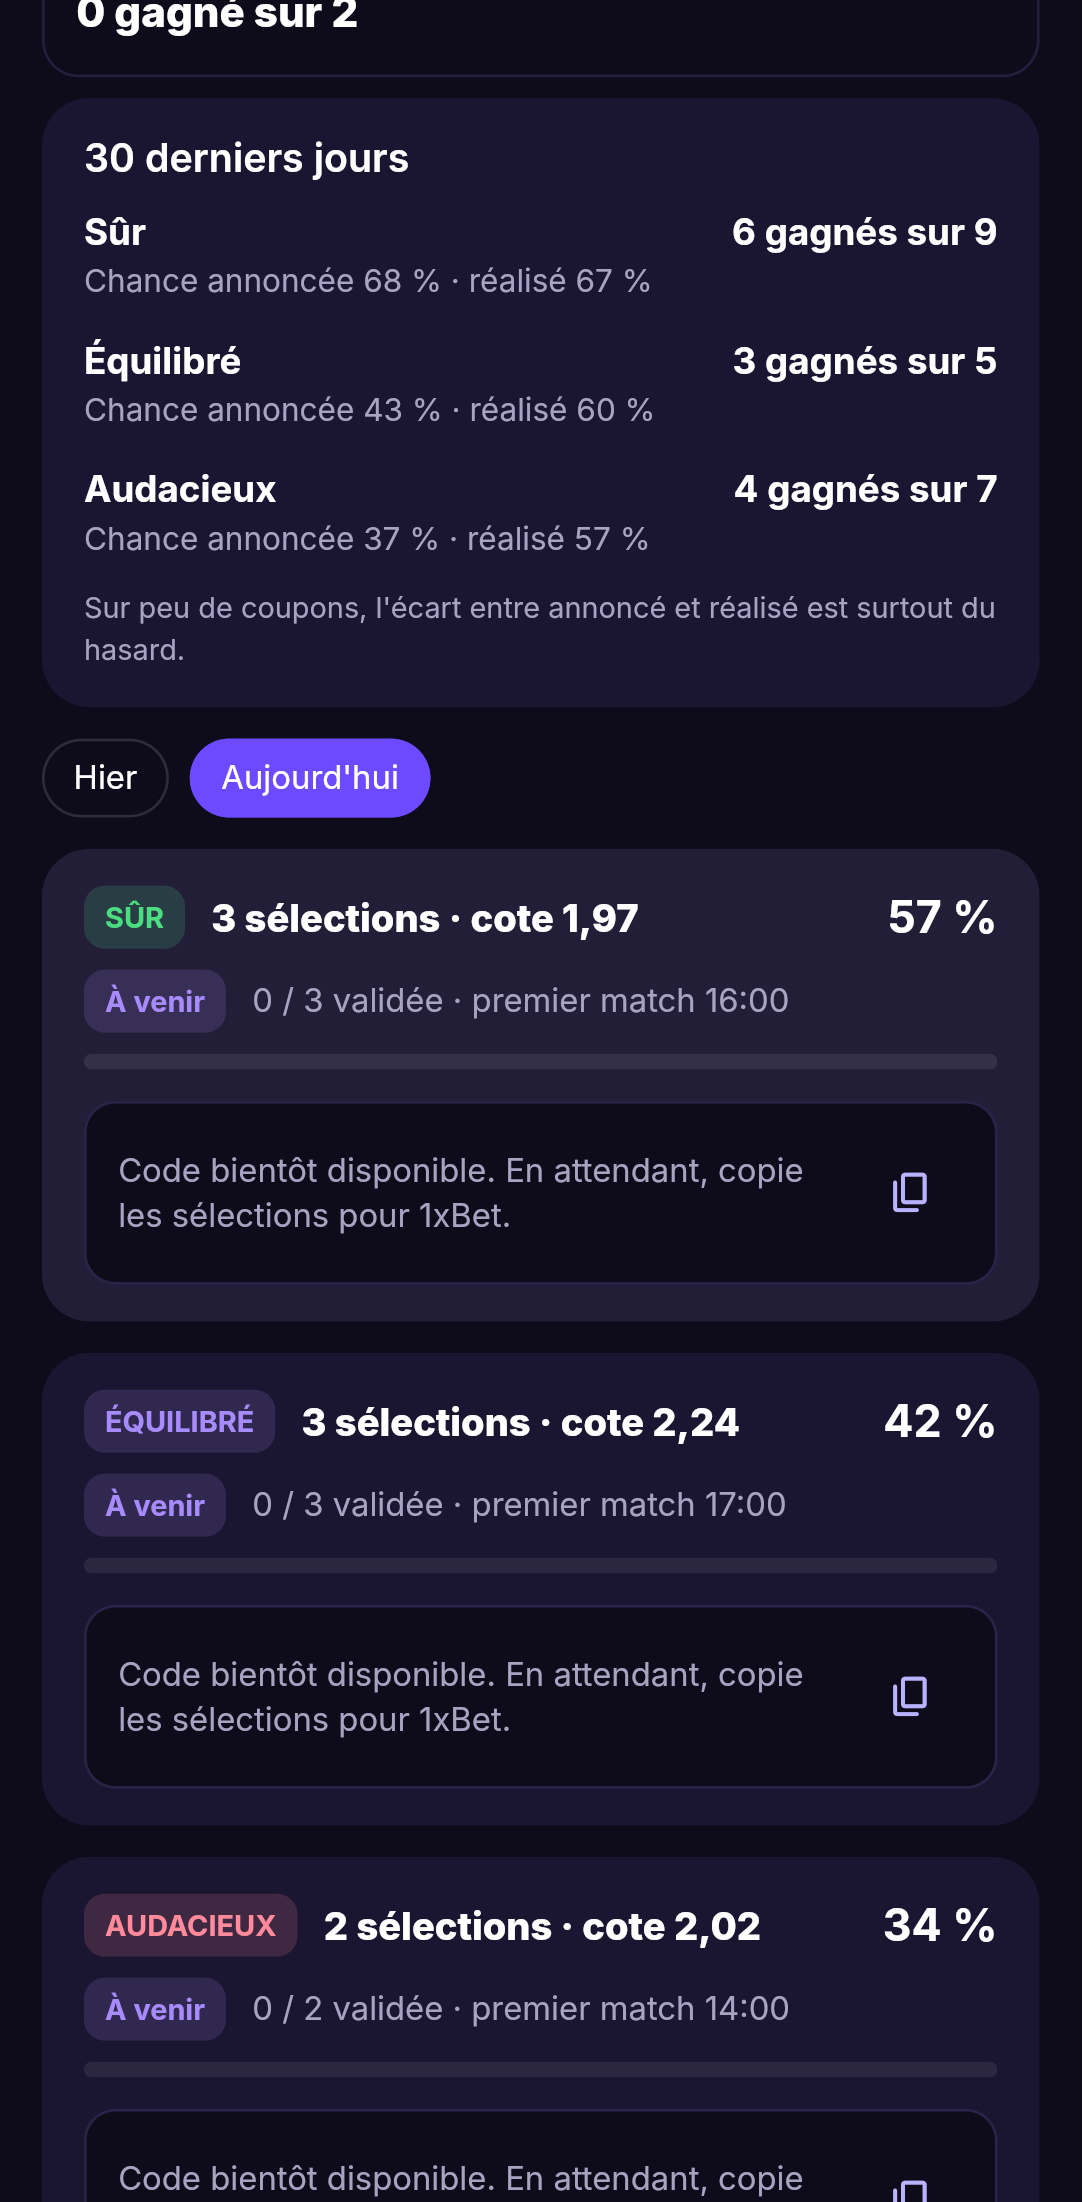 0 gagné sur 2
30 derniers jours
Sûr
6 gagnés sur 9
Chance annoncée 68 % · réalisé 67 %
Équilibré
3 gagnés sur 5
Chance annoncée 43 % · réalisé 60 %
Audacieux
4 gagnés sur 7
Chance annoncée 37 % · réalisé 57 %
Sur peu de coupons, l'écart entre annoncé et réalisé est surtout du
hasard.
Hier
Aujourd'hui
SÛR
3 sélections · cote 1,97
57 %
À venir
0 / 3 validée · premier match 16:00
Code bientôt disponible. En attendant, copie
les sélections pour 1xBet.
ÉQUILIBRÉ
3 sélections · cote 2,24
42 %
À venir
0 / 3 validée · premier match 17:00
Code bientôt disponible. En attendant, copie
les sélections pour 1xBet.
AUDACIEUX
2 sélections · cote 2,02
34 %
À venir
0 / 2 validée · premier match 14:00
Code bientôt disponible. En attendant, copie